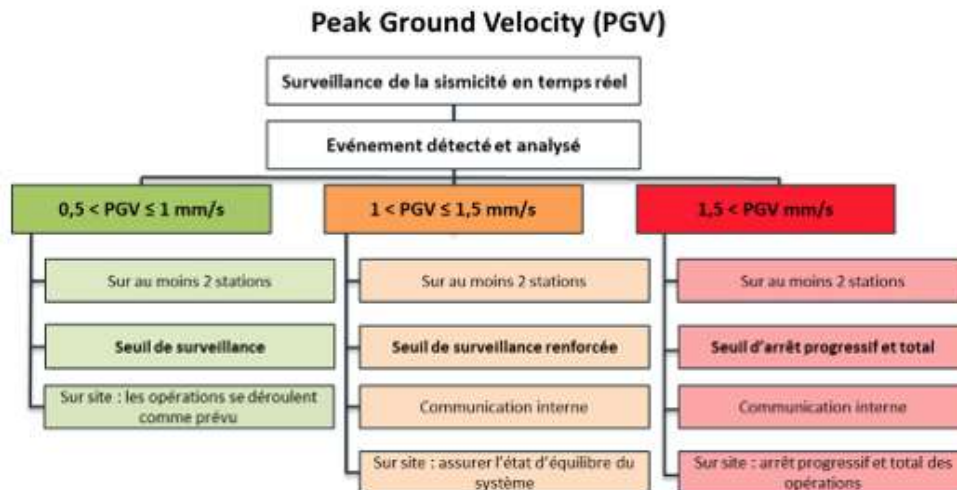 Peak Ground Velocity (PGV)
Surveillance de la sismicité en temps réel
Evénement détecté et analysé
0,5 < PGV ≤ 1 mm/s
1 < PGV ≤ 1,5 mm/s
1,5 < PGV mm/s
Sur au moins 2 stations
Sur au moins 2 stations
Sur au moins 2 stations
Seuil de surveillance
Seuil de surveillance renforcée
Seuil d'arrêt progressif et total
Sur site : les opérations se déroulent
comme prévu
Communication interne
Communication interne
Sur site : assurer l'état d'équilibre du
système
Sur site : arrêt progressif et total des
opérations